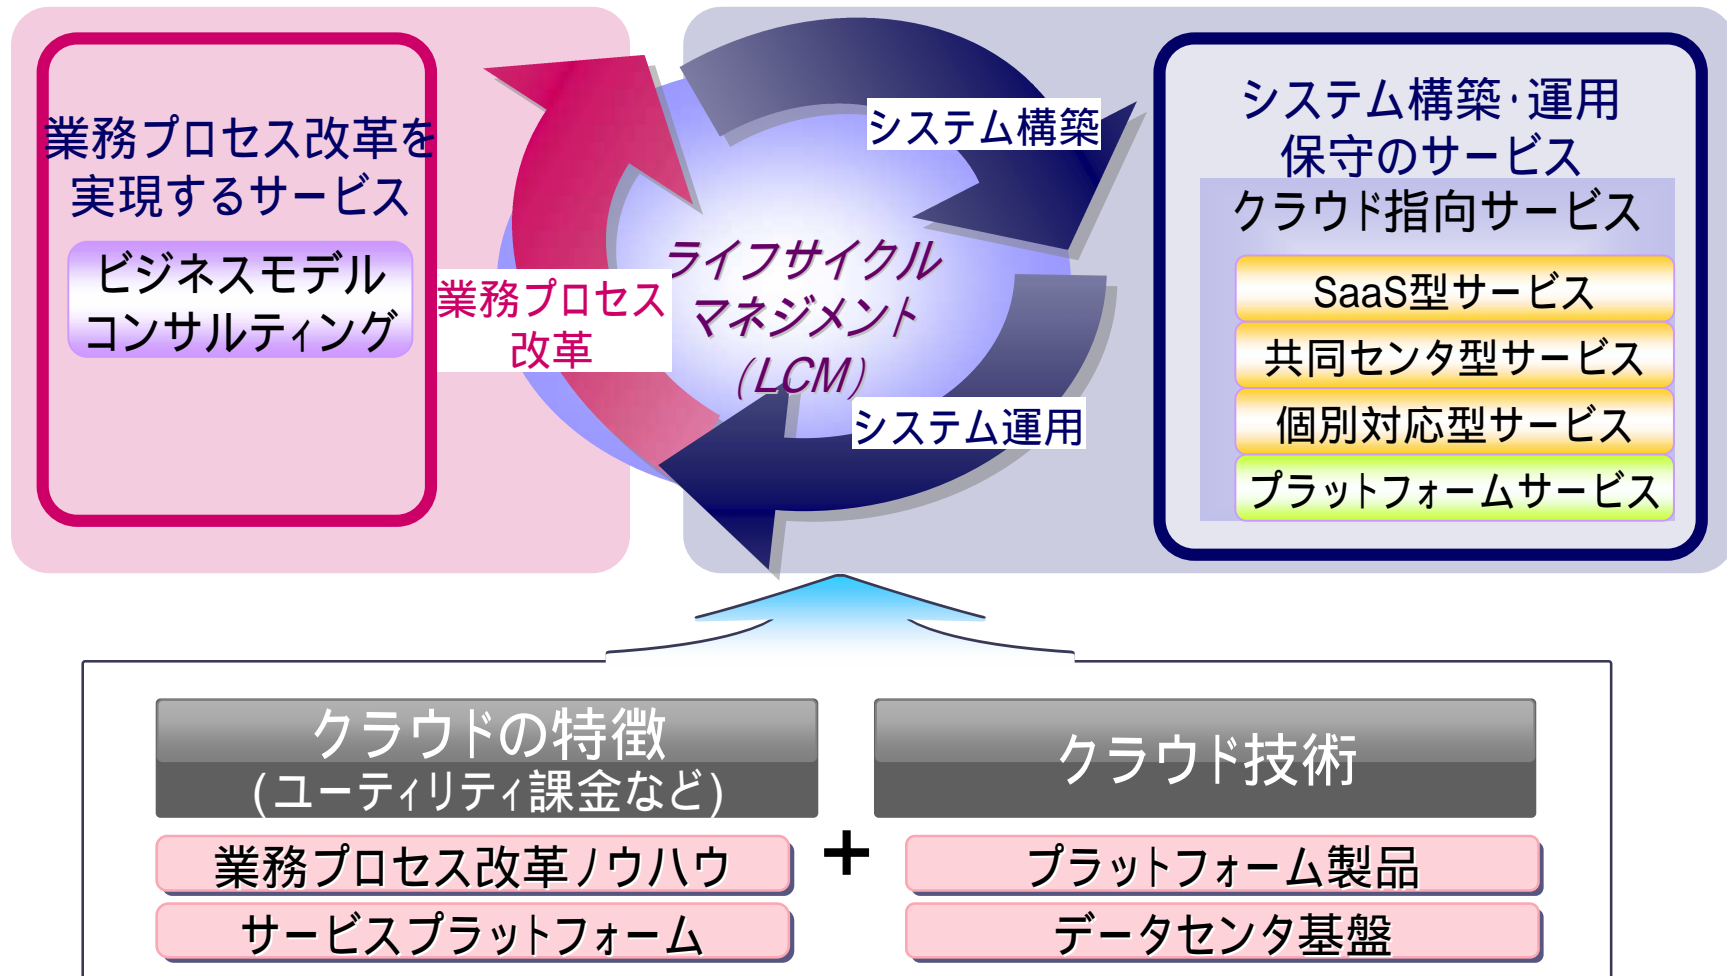 業務プロセス改革を
実現するサービス
ビジネスモデル
コンサルティング
業務プロセス
改革
ライフサイクル
マネジメント
(LCM)
システム構築
システム運用
システム構築・運用
保守のサービス
クラウド指向サービス
SaaS型サービス
共同センタ型サービス
個別対応型サービス
プラットフォームサービス
クラウドの特徴
(ユーティリティ課金など)
業務プロセス改革ノウハウ
サービスプラットフォーム
+
クラウド技術
プラットフォーム製品
データセンタ基盤